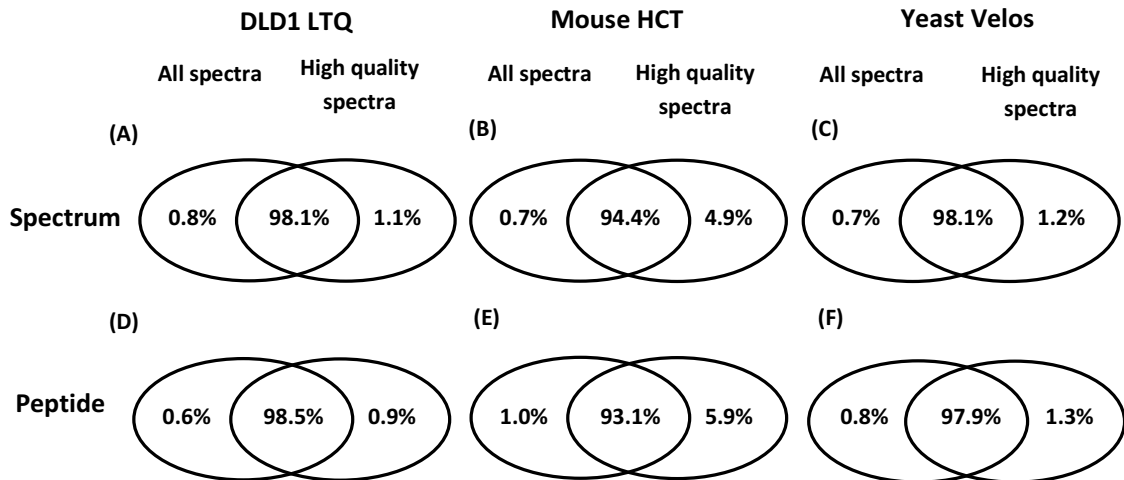 DLD1 LTQ Mouse HCT Yeast Velos
All spectra High quality spectra All spectra High quality spectra All spectra High quality spectra
(A) (B) (C)
Spectrum 0.8% 98.1% 1.1% 0.7% 94.4% 4.9% 0.7% 98.1% 1.2%
(D) (E) (F)
Peptide 0.6% 98.5% 0.9% 1.0% 93.1% 5.9% 0.8% 97.9% 1.3%